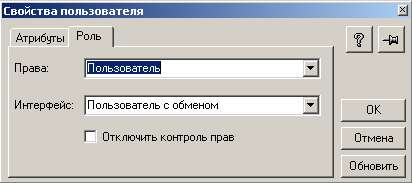 Свойства пользователя
Атрибуты Роль
Права: Пользователь
Интерфейс: Пользователь с обменом
Отключить контроль прав
OK
Отмена
Обновить